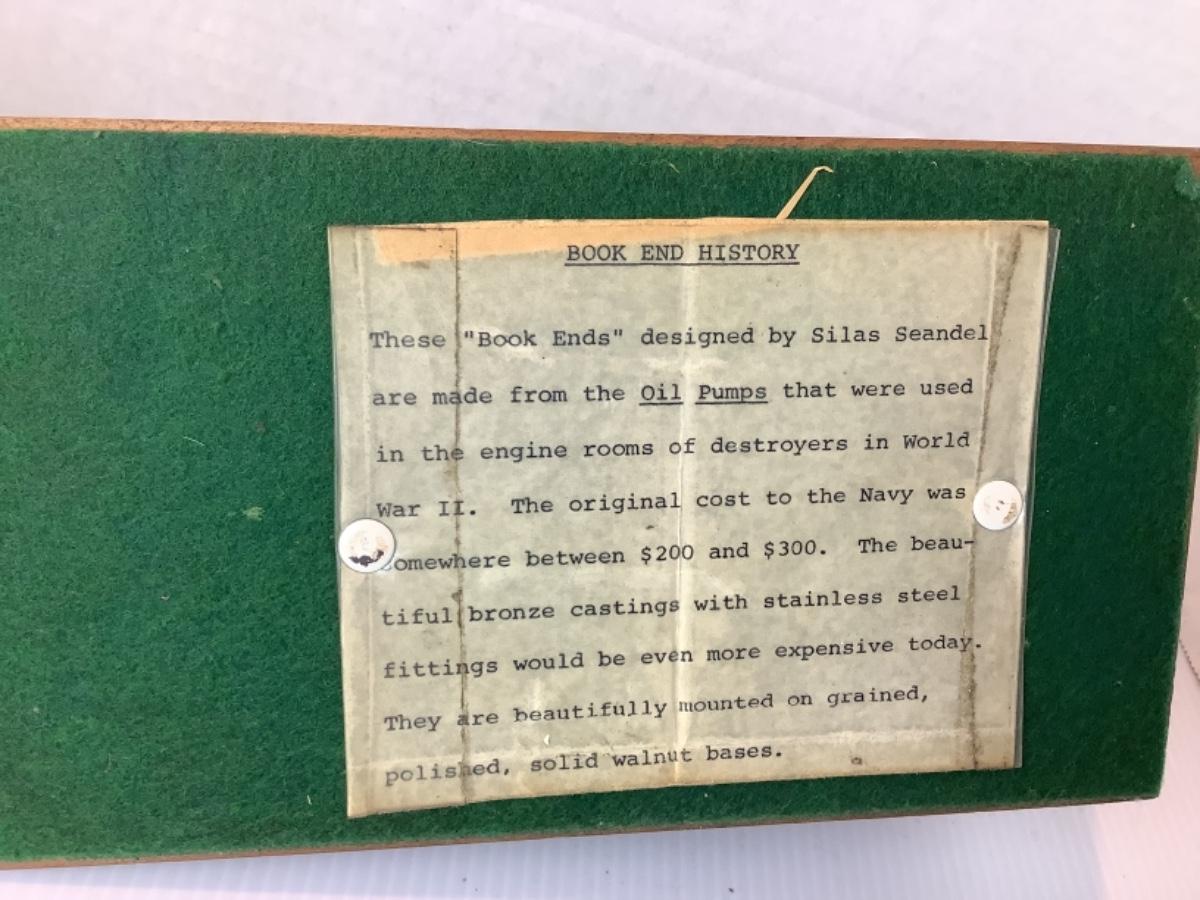 BOOK END HISTORY
These "Book Ends" designed by Silas Seandel
are made from the Oil Pumps that were used
in the engine rooms of destroyers in World
War II. The original cost to the Navy was
somewhere between $200 and $300. The beau-
tiful bronze castings with stainless steel
fittings would be even more expensive today.
They are beautifully mounted on grained,
polished, solid walnut bases.